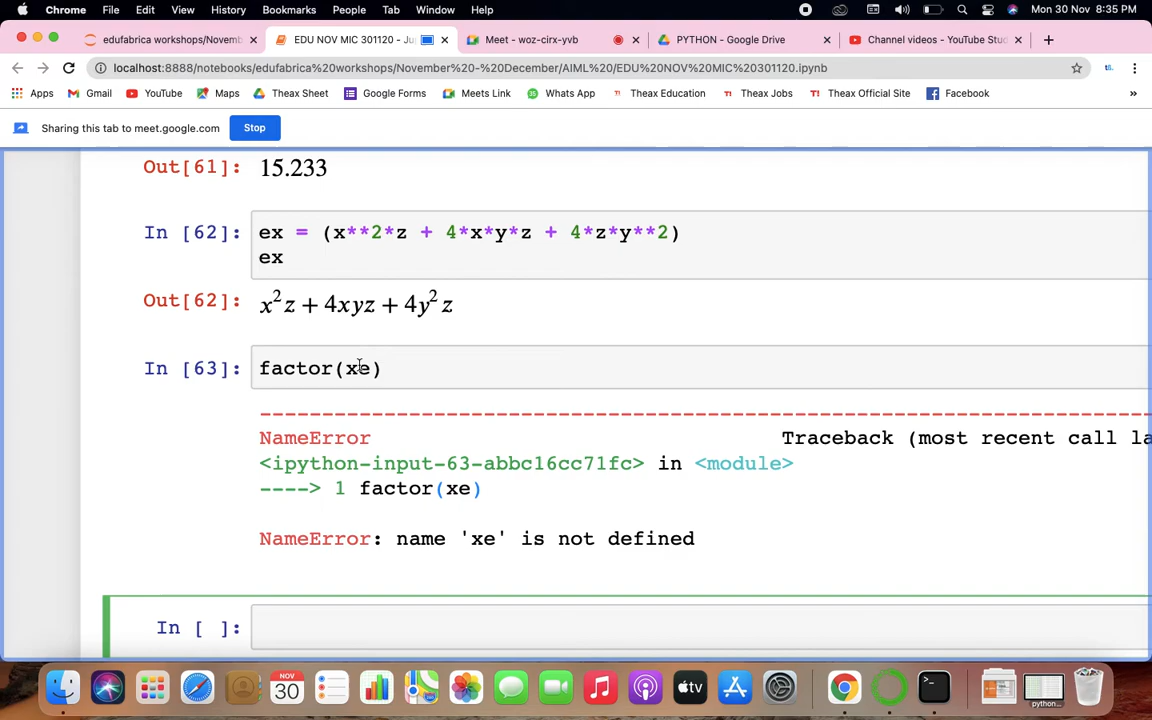 Chrome File Edit View History Bookmarks People Tab Window Help Mon 30 Nov 8:35 PM
edufabrica workshops/Novemb
EDU NOV MIC 301120 - Ju
Meet - woz-cirx-yvb
PYTHON - Google Drive
Channel videos - YouTube Stu
localhost:8888/notebooks/edufabrica%20workshops/November%20-%20December/AIML%20/EDU%20NOV%20MIC%20301120.ipynb
Apps Gmail YouTube Maps Theax Sheet Google Forms Meets Link Whats App Theax Education Theax Jobs Theax Official Site Facebook »
Sharing this tab to meet.google.com Stop
Out[61]: 15.233
In [62]: ex = (x**2*z + 4*x*y*z + 4*z*y**2)
ex
Out[62]: x²z + 4xyz + 4y²z
In [63]: factor(xe)
NameError Traceback (most recent call la
<ipython-input-63-abbc16cc71fc> in <module>
----> 1 factor(xe)
NameError: name 'xe' is not defined
In [ ]:
NOV
30
tv
python...